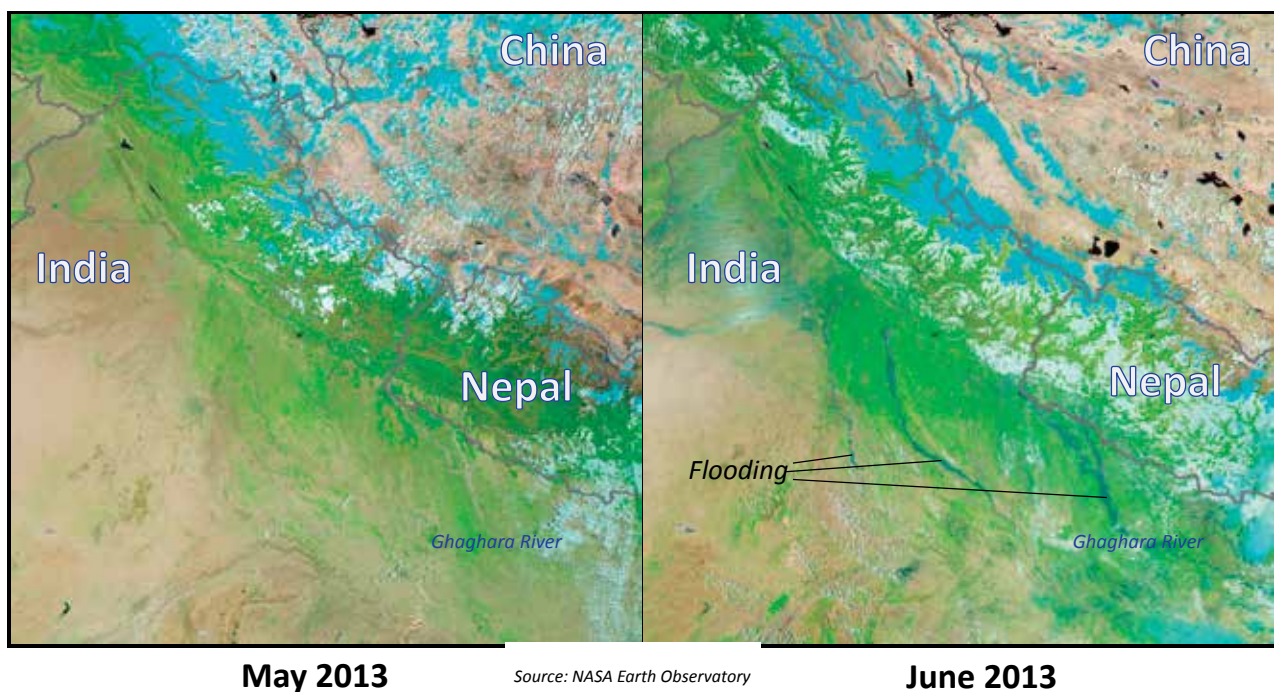 China
India
Nepal
Ghaghara River
China
India
Nepal
Flooding
Ghaghara River
May 2013
Source: NASA Earth Observatory
June 2013